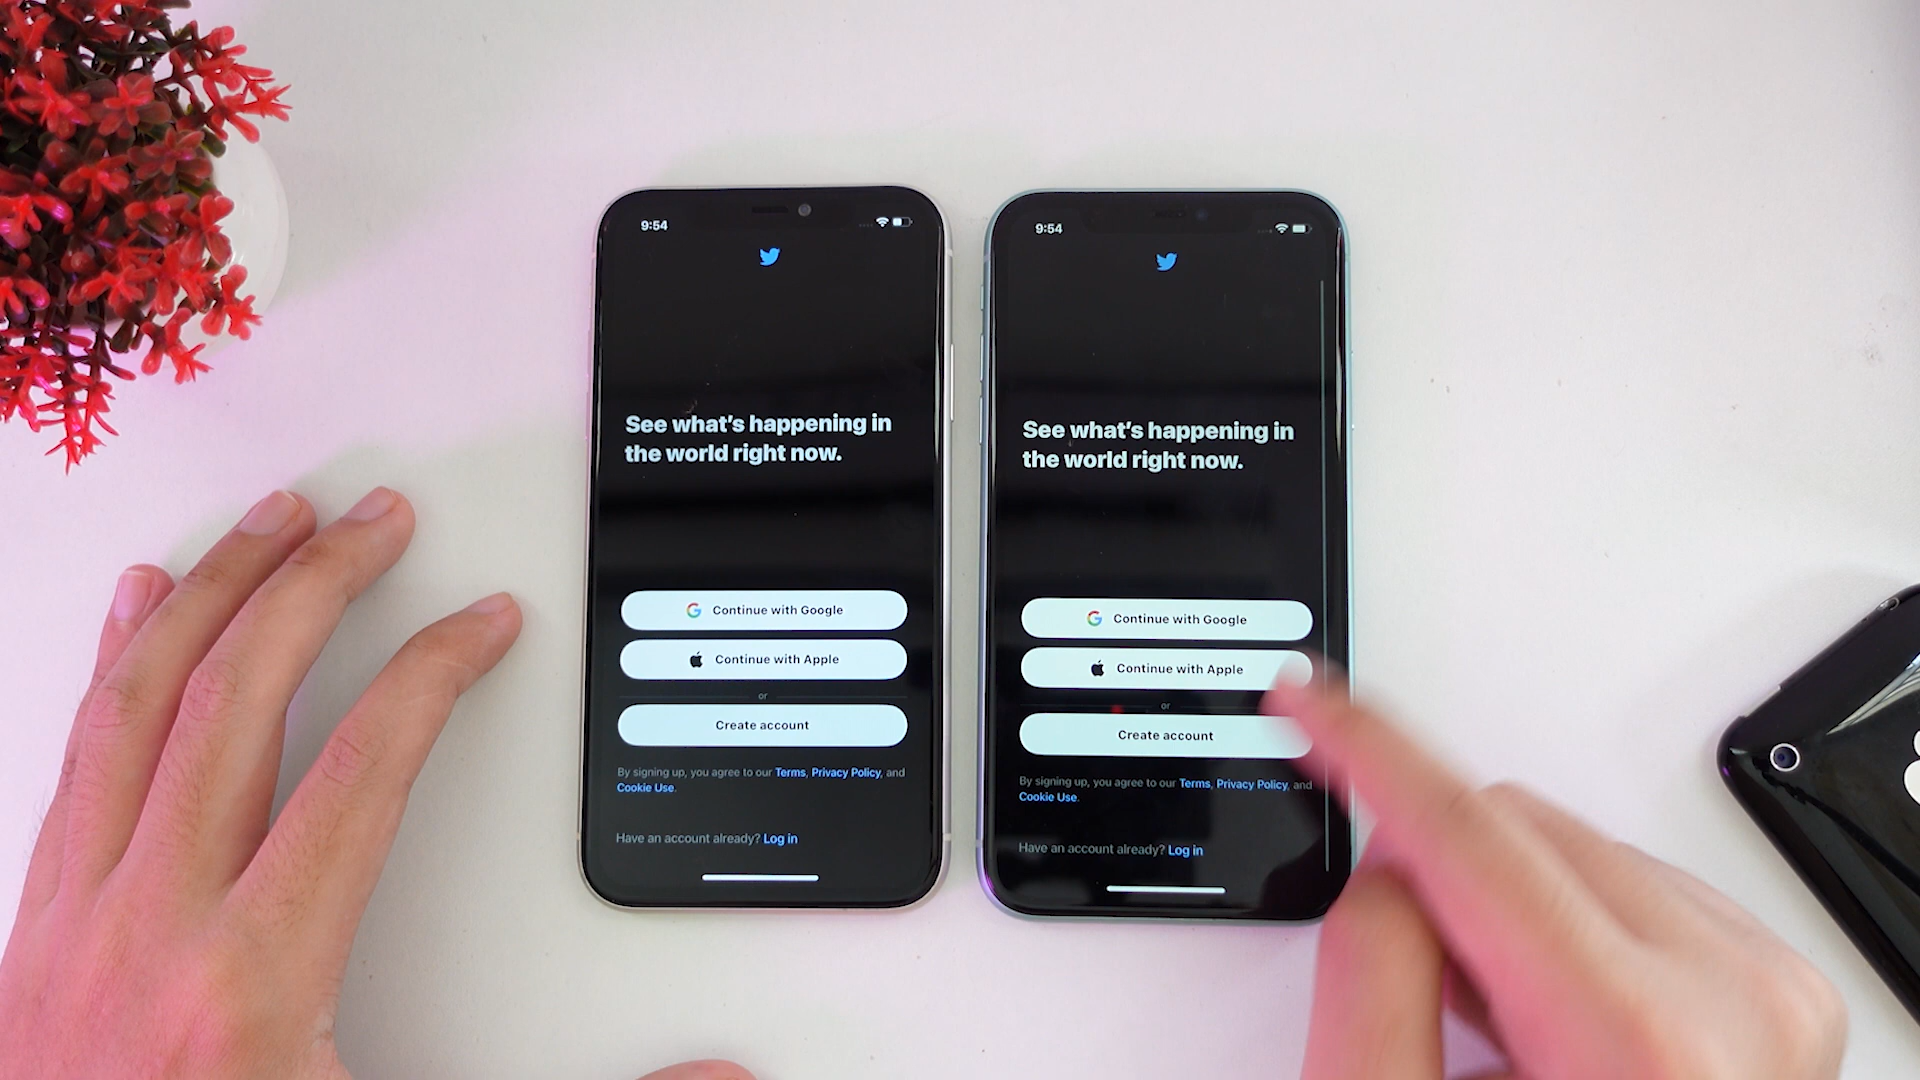 9:54
See what's happening in
the world right now.
Continue with Google
Continue with Apple
or
Create account
By signing up, you agree to our Terms, Privacy Policy, and
Cookie Use.
Have an account already? Log in
9:54
See what's happening in
the world right now.
Continue with Google
Continue with Apple
or
Create account
By signing up, you agree to our Terms, Privacy Policy, and
Cookie Use.
Have an account already? Log in